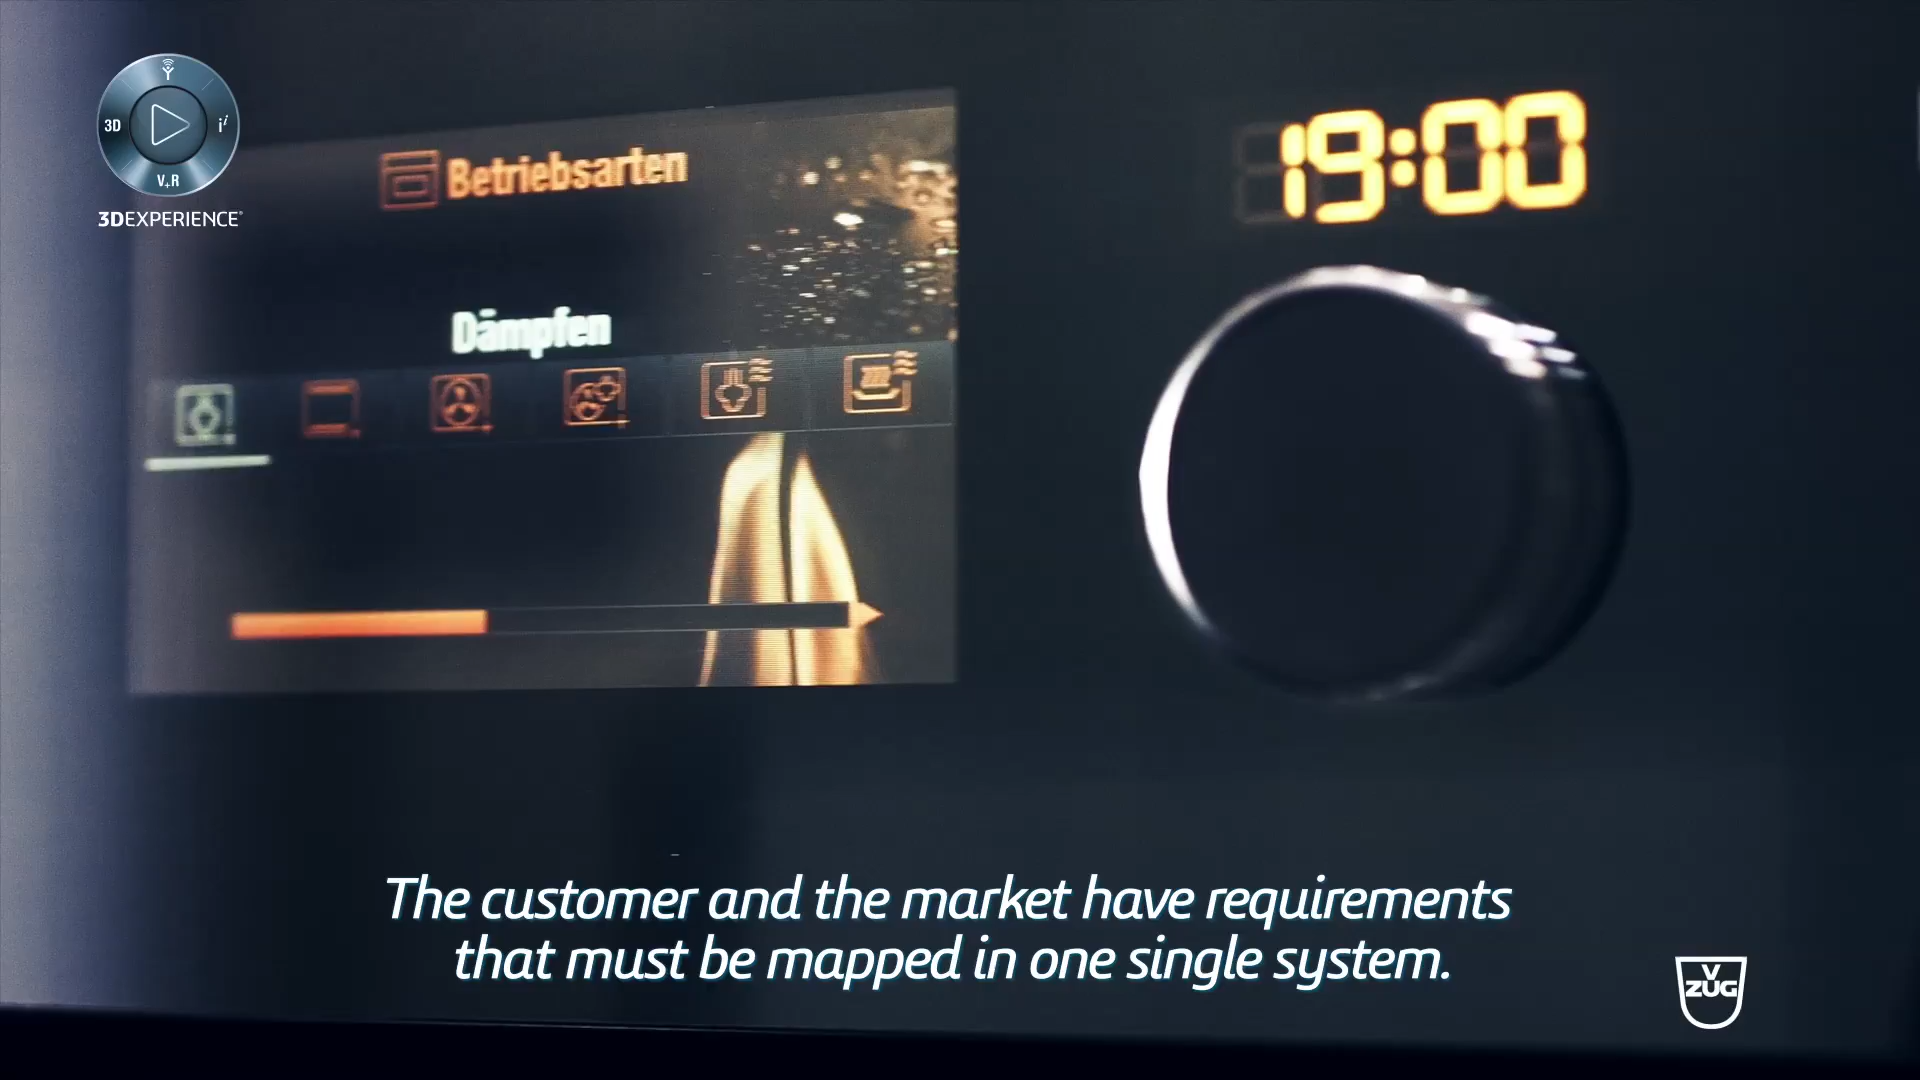 3D
i
V+R
3DEXPERIENCE®
Betriebsarten
19:00
Dämpfen
The customer and the market have requirements
that must be mapped in one single system.
V
ZUG